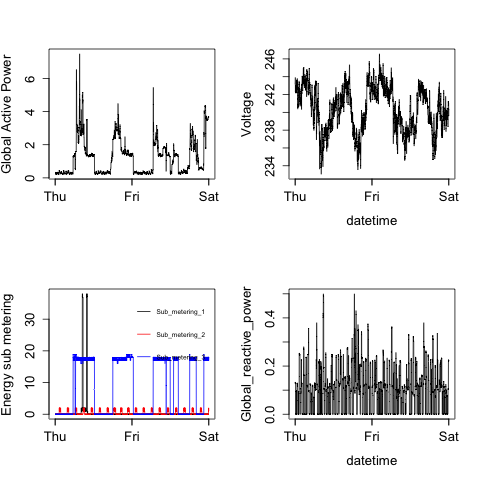 Global Active Power
0 2 4 6
Thu Fri Sat
Voltage
234 238 242 246
Thu Fri Sat
datetime
Energy sub metering
0 10 20 30
Sub_metering_1
Sub_metering_2
Sub_metering_3
Thu Fri Sat
Global_reactive_power
0.0 0.2 0.4
Thu Fri Sat
datetime